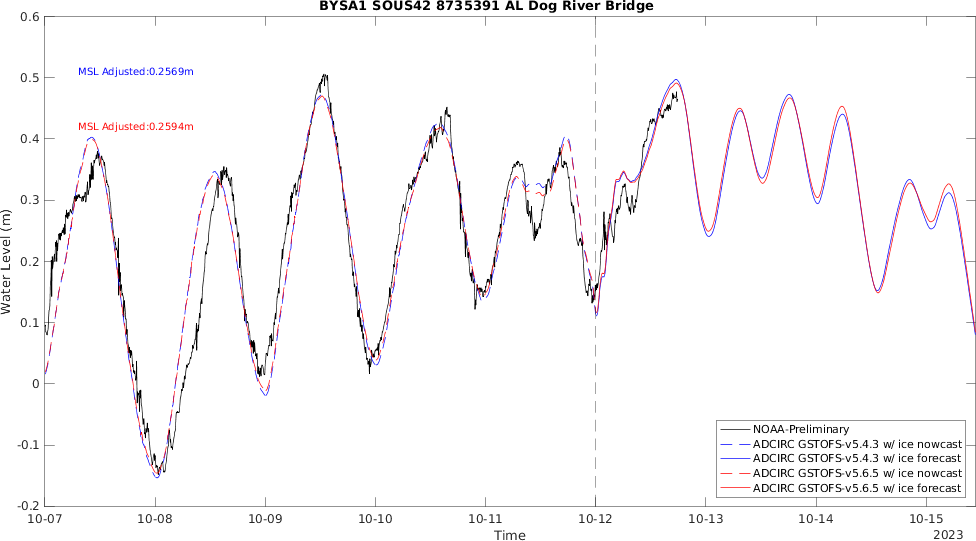 BYSA1 SOUS42 8735391 AL Dog River Bridge
0.6
0.5
0.4
0.3
0.2
0.1
0
-0.1
-0.2
Water Level (m)
MSL Adjusted:0.2569m
MSL Adjusted:0.2594m
NOAA-Preliminary
ADCIRC GSTOFS-v5.4.3 w/ ice nowcast
ADCIRC GSTOFS-v5.4.3 w/ ice forecast
ADCIRC GSTOFS-v5.6.5 w/ ice nowcast
ADCIRC GSTOFS-v5.6.5 w/ ice forecast
10-07 10-08 10-09 10-10 10-11 10-12 10-13 10-14 10-15
Time
2023